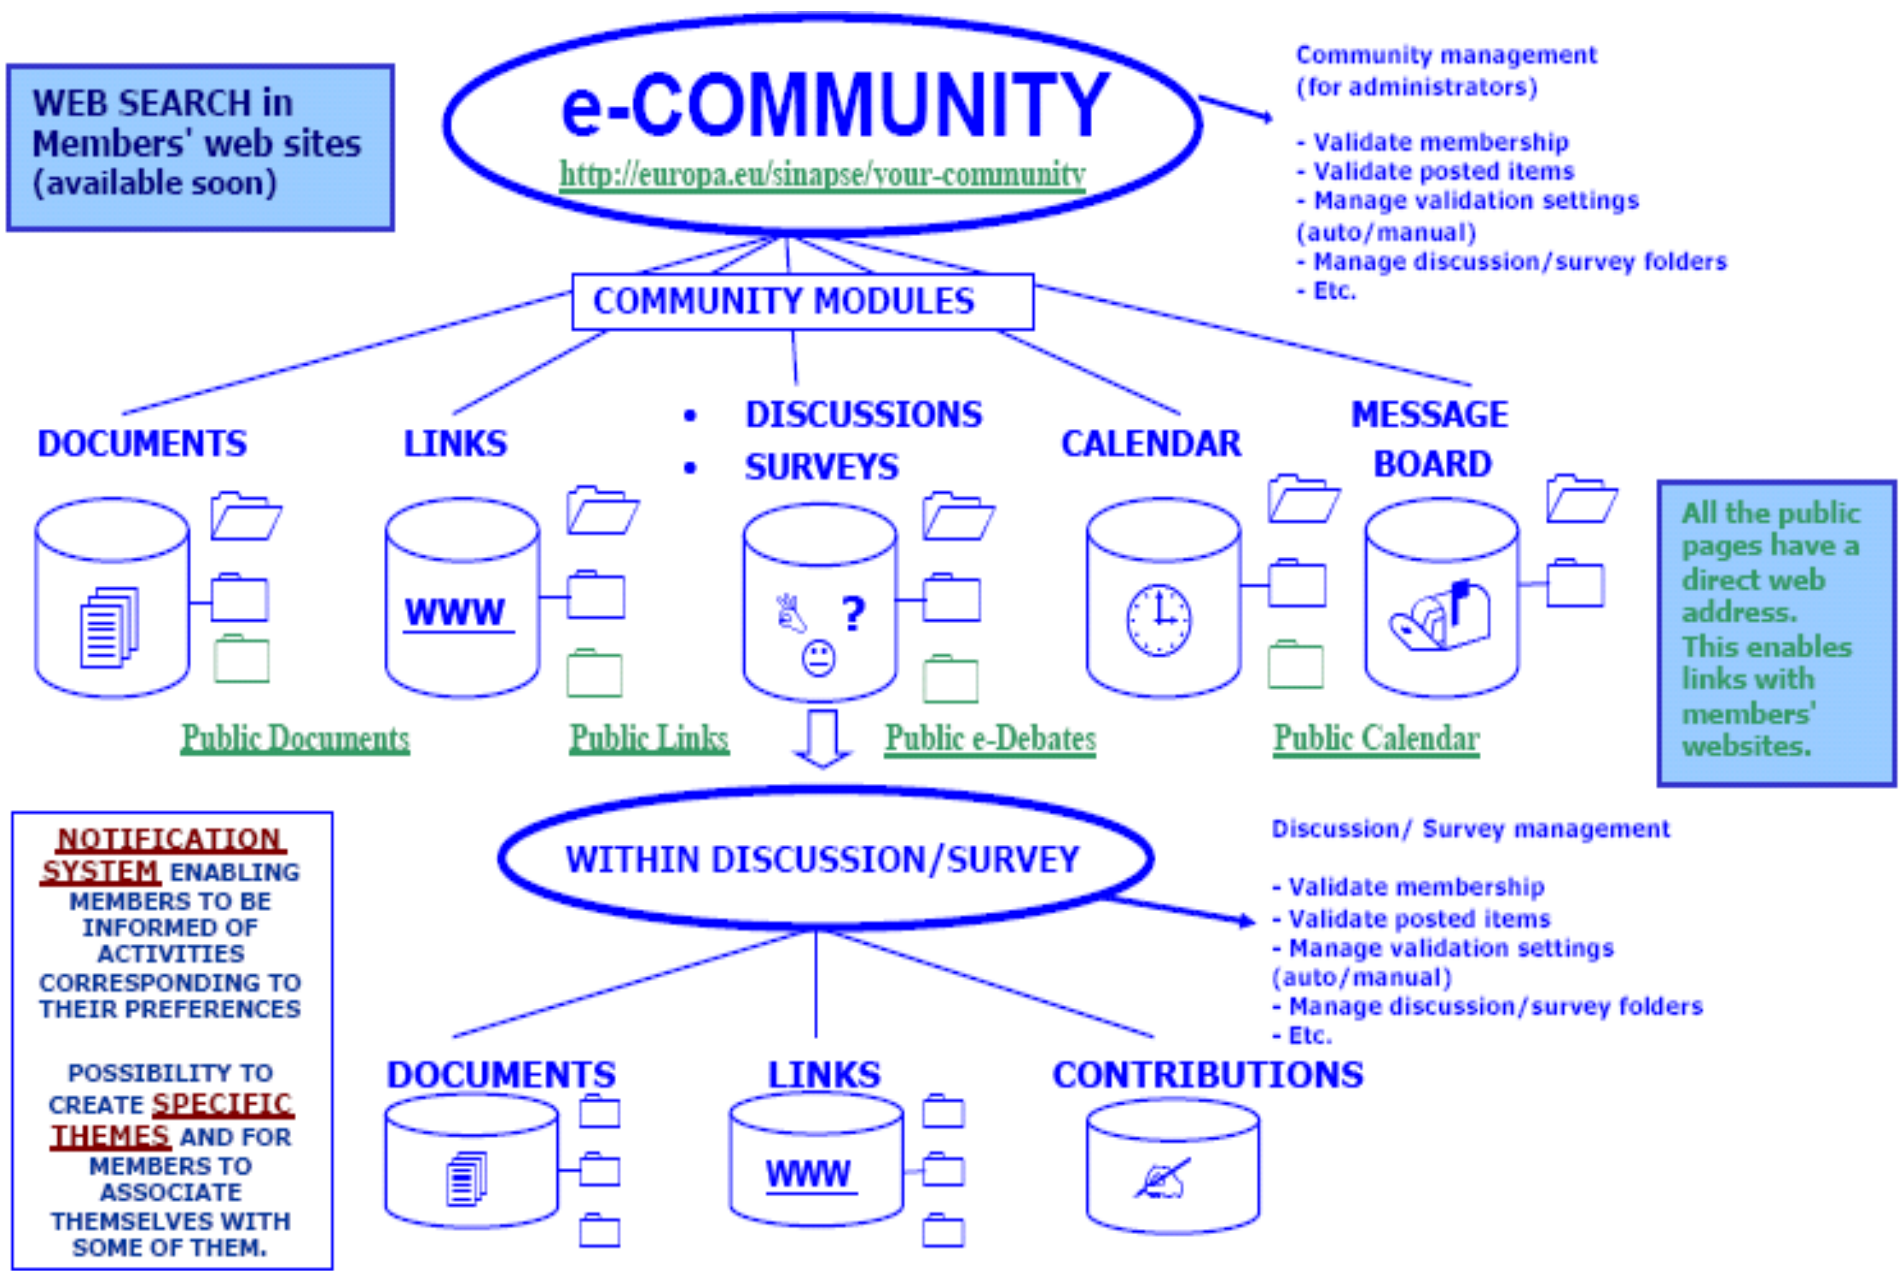 WEB SEARCH in
Members' web sites
(available soon)
e-COMMUNITY
http://europa.eu/sinapse/your-community
Community management
(for administrators)
- Validate membership
- Validate posted items
- Manage validation settings
(auto/manual)
- Manage discussion/survey folders
- Etc.
COMMUNITY MODULES
DOCUMENTS
LINKS
• DISCUSSIONS
• SURVEYS
CALENDAR
MESSAGE
BOARD
WWW
?
Public Documents
Public Links
Public e-Debates
Public Calendar
All the public
pages have a
direct web
address.
This enables
links with
members'
websites.
WITHIN DISCUSSION/SURVEY
Discussion/ Survey management
- Validate membership
- Validate posted items
- Manage validation settings
(auto/manual)
- Manage discussion/survey folders
- Etc.
NOTIFICATION
SYSTEM ENABLING
MEMBERS TO BE
INFORMED OF
ACTIVITIES
CORRESPONDING TO
THEIR PREFERENCES
POSSIBILITY TO
CREATE SPECIFIC
THEMES AND FOR
MEMBERS TO
ASSOCIATE
THEMSELVES WITH
SOME OF THEM.
DOCUMENTS
LINKS
CONTRIBUTIONS
WWW